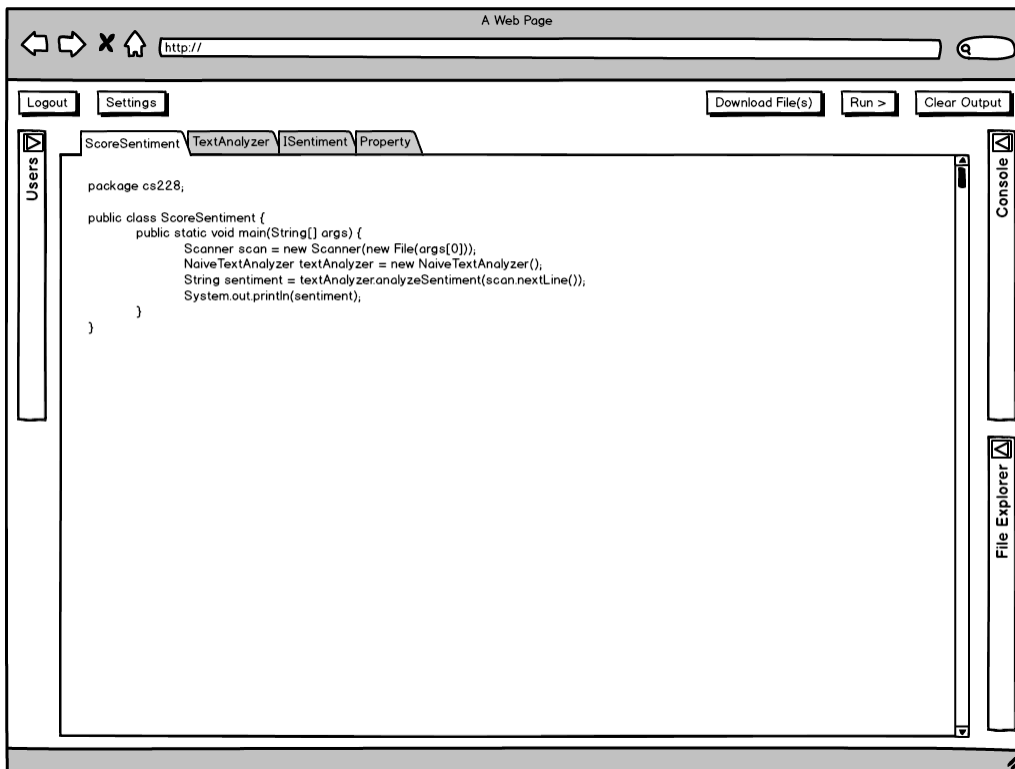 A Web Page
http://
Logout
Settings
Download File(s)
Run >
Clear Output
Users
ScoreSentiment
TextAnalyzer
ISentiment
Property
Console
package cs228;
public class ScoreSentiment {
public static void main(String[] args) {
Scanner scan = new Scanner(new File(args[0]));
NaiveTextAnalyzer textAnalyzer = new NaiveTextAnalyzer();
String sentiment = textAnalyzer.analyzeSentiment(scan.nextLine());
System.out.println(sentiment);
}
}
File Explorer